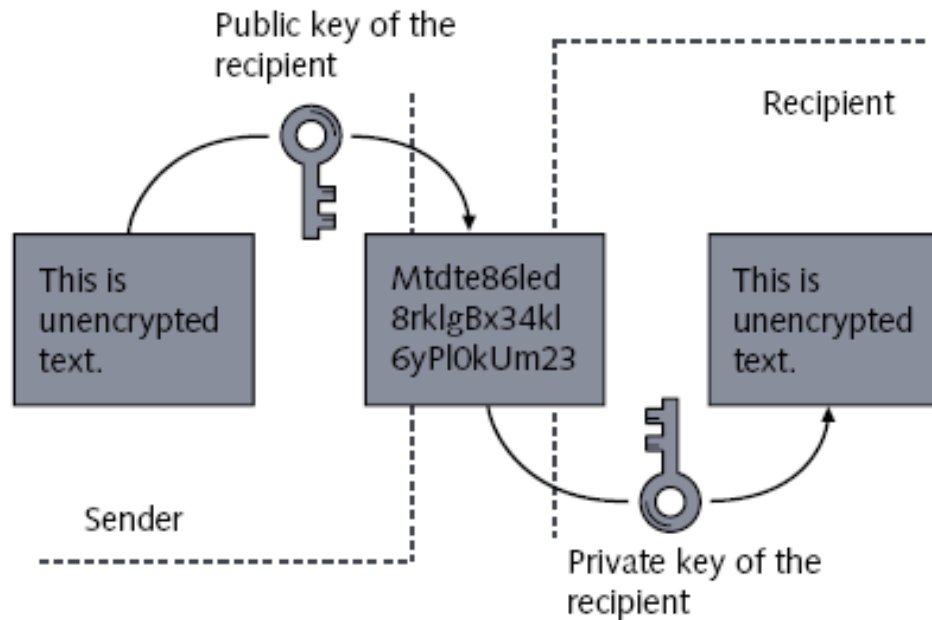 Public key of the
recipient
Recipient
This is
unencrypted
text.
Mtdte86led
8rklgBx34kl
6yPl0kUm23
This is
unencrypted
text.
Sender
Private key of the
recipient